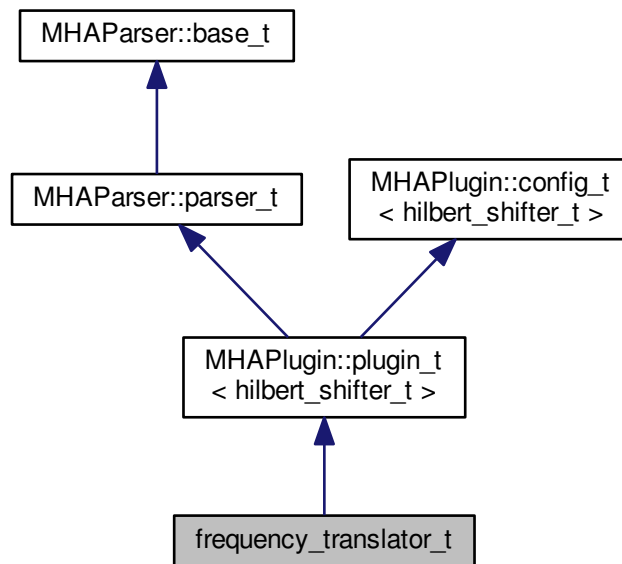 MHAParser::base_t
MHAParser::parser_t
MHAPlugin::config_t
< hilbert_shifter_t >
MHAPlugin::plugin_t
< hilbert_shifter_t >
frequency_translator_t